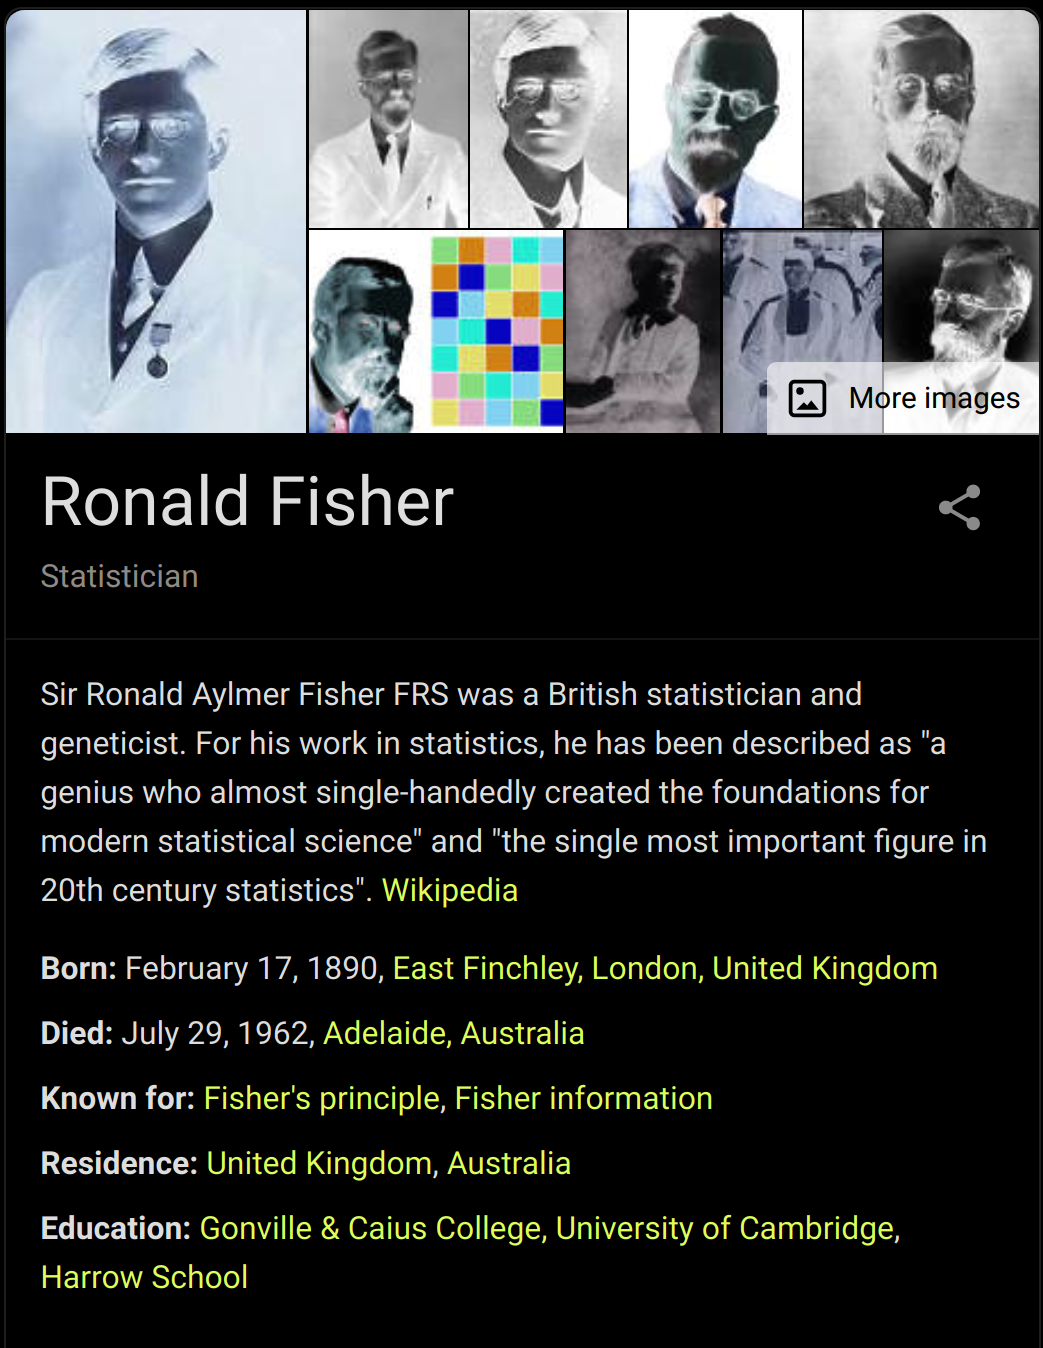 More images
Ronald Fisher
Statistician
Sir Ronald Aylmer Fisher FRS was a British statistician and
geneticist. For his work in statistics, he has been described as "a
genius who almost single-handedly created the foundations for
modern statistical science" and "the single most important figure in
20th century statistics". Wikipedia
Born: February 17, 1890, East Finchley, London, United Kingdom
Died: July 29, 1962, Adelaide, Australia
Known for: Fisher's principle, Fisher information
Residence: United Kingdom, Australia
Education: Gonville & Caius College, University of Cambridge,
Harrow School